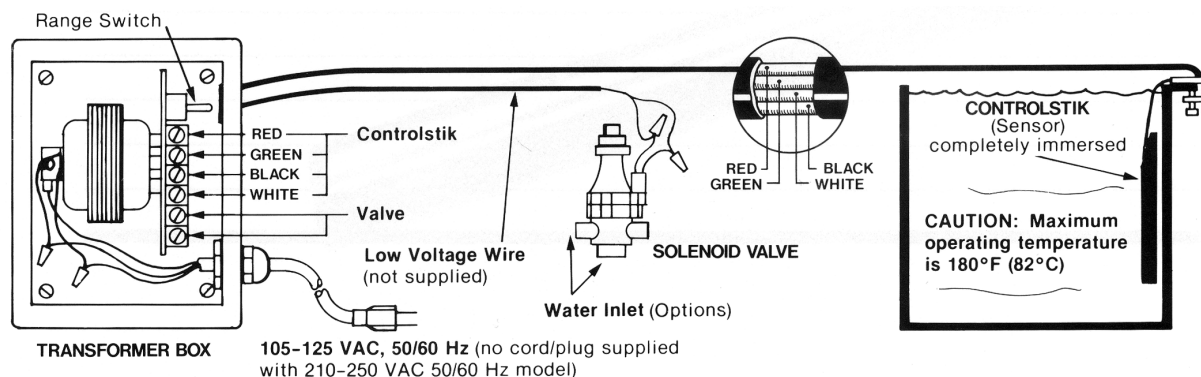 Range Switch
RED
GREEN
BLACK
WHITE
Controlstik
Valve
Low Voltage Wire
(not supplied)
TRANSFORMER BOX
105-125 VAC, 50/60 Hz (no cord/plug supplied
with 210-250 VAC 50/60 Hz model)
SOLENOID VALVE
Water Inlet (Options)
RED
GREEN
BLACK
WHITE
CONTROLSTIK
(Sensor)
completely immersed
CAUTION: Maximum
operating temperature
is 180°F (82°C)